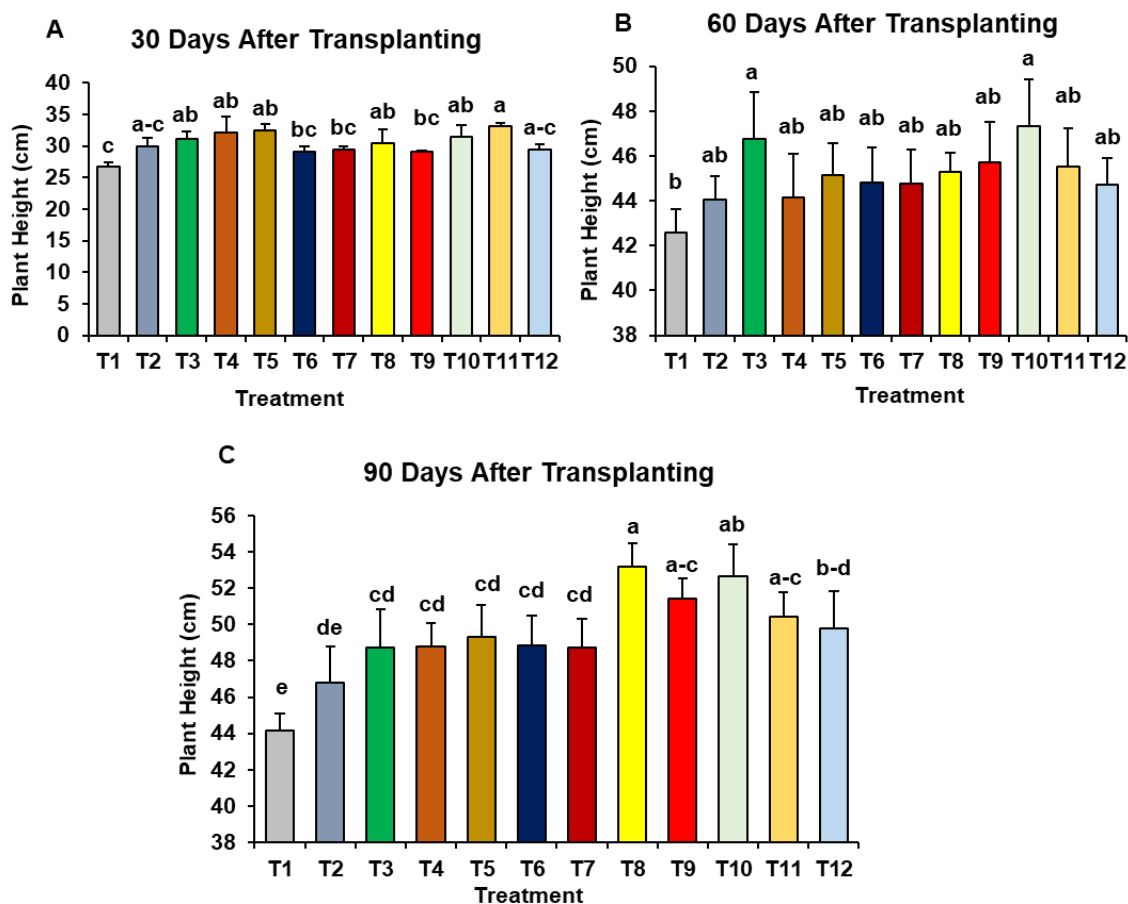 A
30 Days After Transplanting
Plant Height (cm)
40
35
30
25
20
15
10
5
0
c
a-c
ab
ab
ab
bc
bc
ab
bc
ab
a
a-c
T1 T2 T3 T4 T5 T6 T7 T8 T9 T10 T11 T12
Treatment
B
60 Days After Transplanting
Plant Height (cm)
50
48
46
44
42
40
38
b
ab
a
ab
ab
ab
ab
ab
ab
a
ab
ab
T1 T2 T3 T4 T5 T6 T7 T8 T9 T10 T11 T12
Treatment
C
90 Days After Transplanting
Plant Height (cm)
56
54
52
50
48
46
44
42
40
38
e
de
cd
cd
cd
cd
cd
a
a-c
ab
a-c
b-d
T1 T2 T3 T4 T5 T6 T7 T8 T9 T10 T11 T12
Treatment